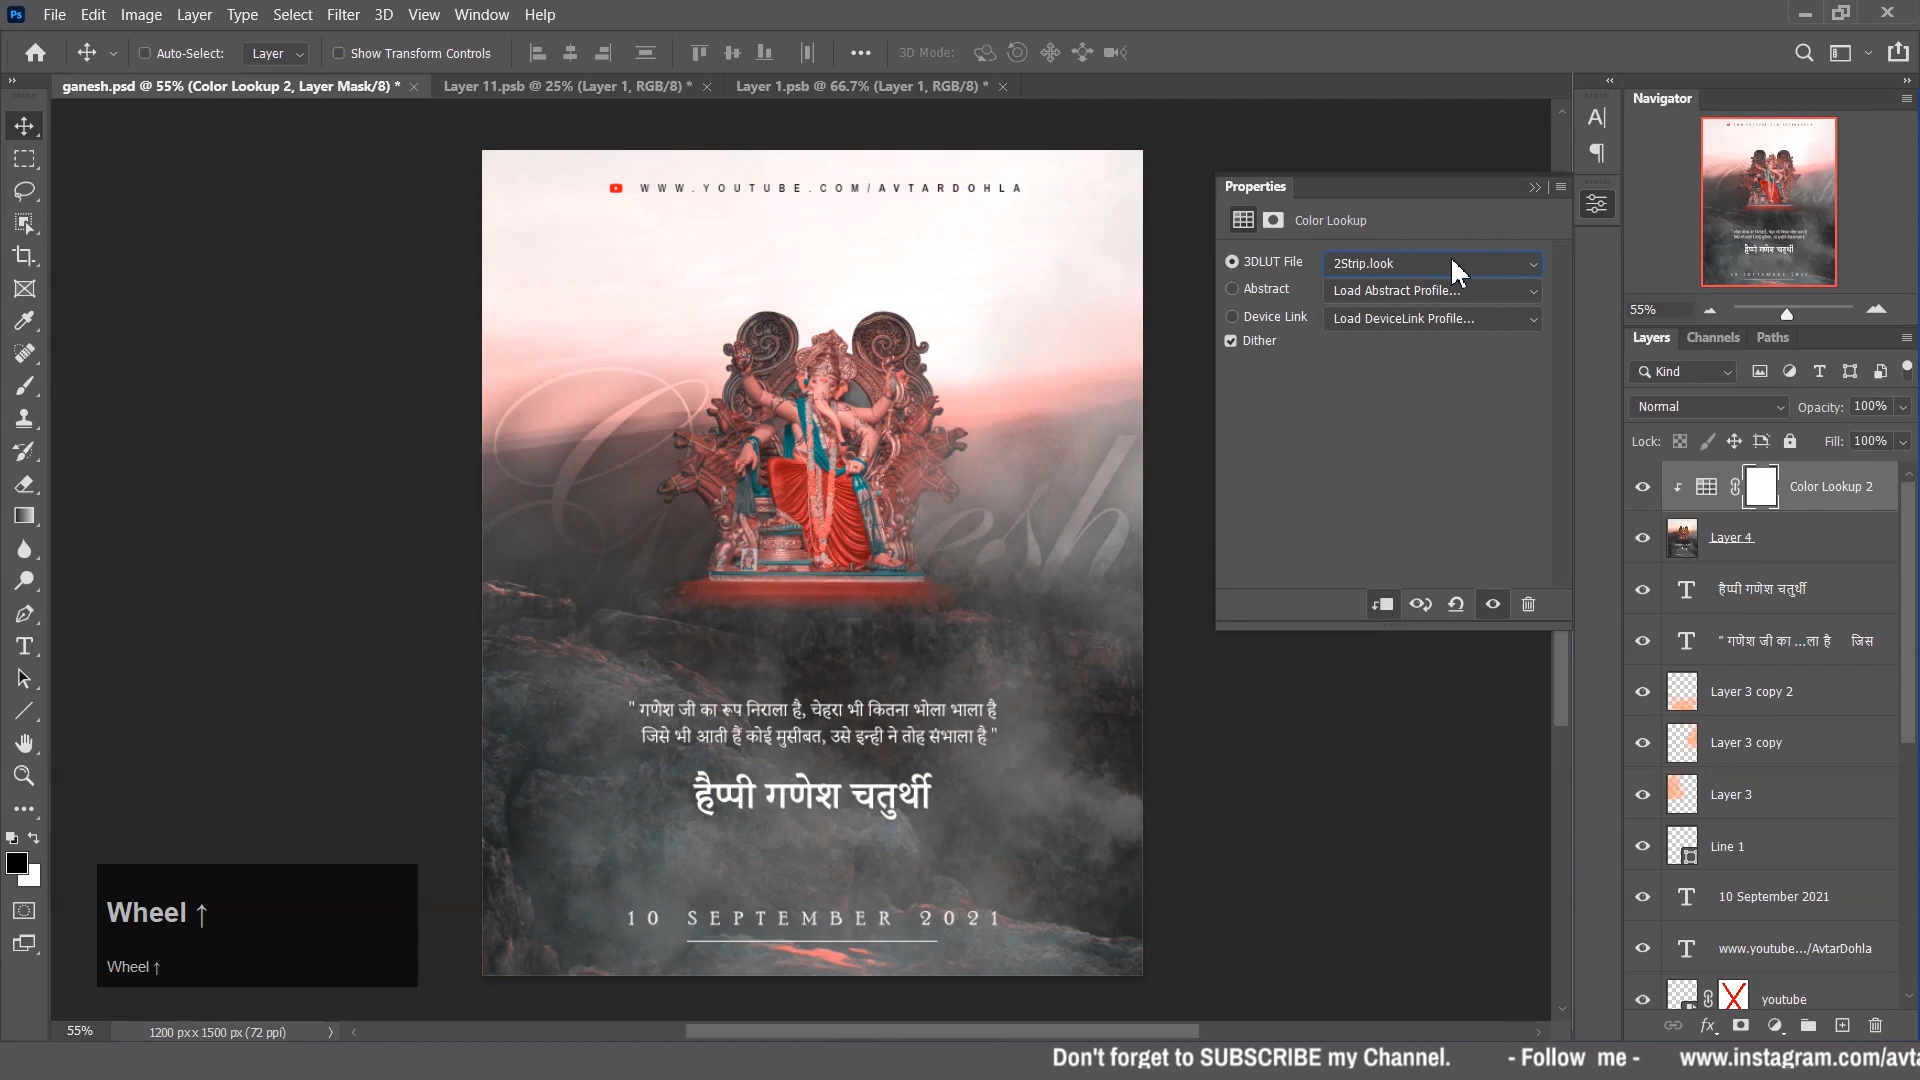 Ps File Edit Image Layer Type Select Filter 3D View Window Help
Auto-Select: Layer Show Transform Controls 3D Mode:
ganesh.psd @ 55% (Color Lookup 2, Layer Mask/8) * Layer 11.psb @ 25% (Layer 1, RGB/8) * Layer 1.psb @ 66.7% (Layer 1, RGB/8) *
Navigator
WWW.YOUTUBE.COM/AVTARDOHLA
Properties
Color Lookup
3DLUT File 2Strip.look
Abstract Load Abstract Profile...
Device Link Load DeviceLink Profile...
Dither
55%
Layers Channels Paths
Kind
Normal Opacity: 100%
Lock: Fill: 100%
Color Lookup 2
Layer 4
हैप्पी गणेश चतुर्थी
" गणेश जी का ...ला है जिस
Layer 3 copy 2
Layer 3 copy
Layer 3
Line 1
10 September 2021
www.youtube.../AvtarDohla
youtube
Ganesh
" गणेश जी का रूप निराला है, चेहरा भी कितना भोला भाला है
जिसे भी आती हैं कोई मुसीबत, उसे इन्ही ने तोह संभाला है "
हैप्पी गणेश चतुर्थी
10 SEPTEMBER 2021
Wheel ↑
Wheel ↑
55% 1200 px x 1500 px (72 ppi)
Don't forget to SUBSCRIBE my Channel. - Follow me - www.instagram.com/avta